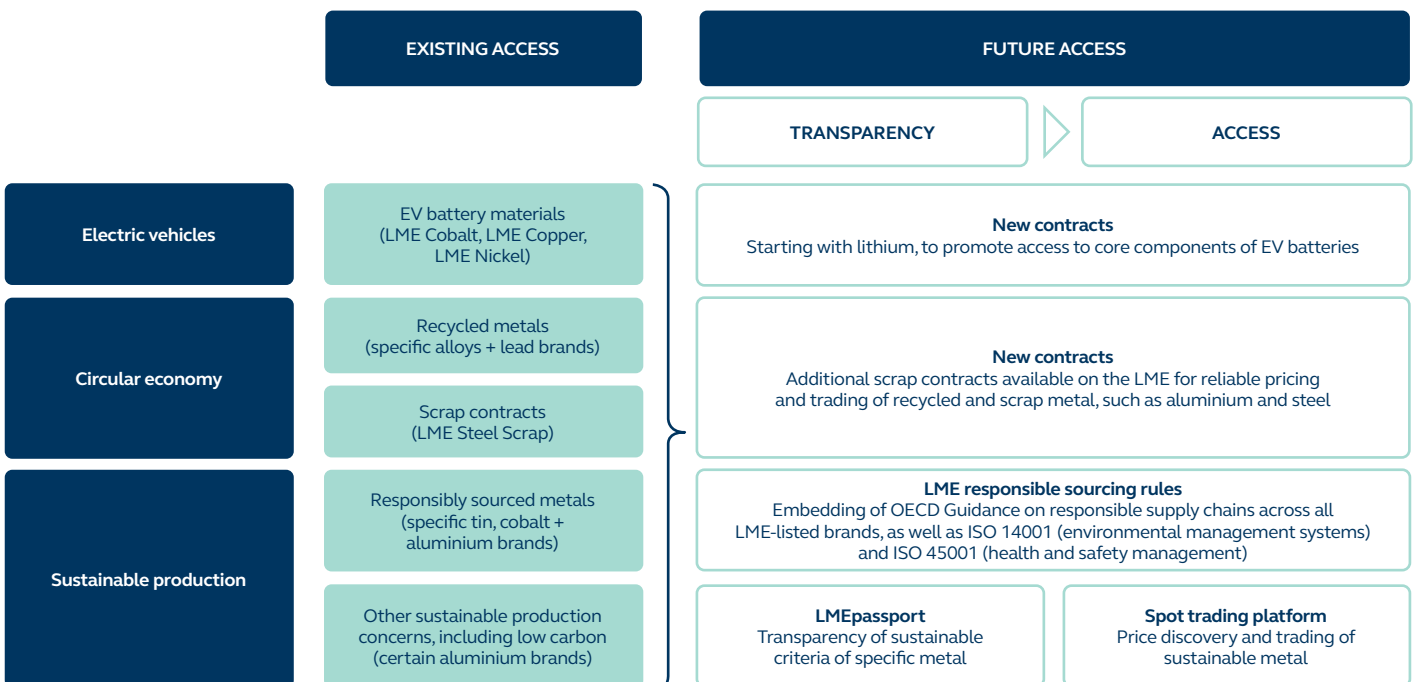 EXISTING ACCESS
FUTURE ACCESS
TRANSPARENCY
ACCESS
Electric vehicles
EV battery materials
(LME Cobalt, LME Copper,
LME Nickel)
New contracts
Starting with lithium, to promote access to core components of EV batteries
Circular economy
Recycled metals
(specific alloys + lead brands)
Scrap contracts
(LME Steel Scrap)
New contracts
Additional scrap contracts available on the LME for reliable pricing
and trading of recycled and scrap metal, such as aluminium and steel
Sustainable production
Responsibly sourced metals
(specific tin, cobalt +
aluminium brands)
LME responsible sourcing rules
Embedding of OECD Guidance on responsible supply chains across all
LME-listed brands, as well as ISO 14001 (environmental management systems)
and ISO 45001 (health and safety management)
Other sustainable production
concerns, including low carbon
(certain aluminium brands)
LMEpassport
Transparency of sustainable
criteria of specific metal
Spot trading platform
Price discovery and trading of
sustainable metal